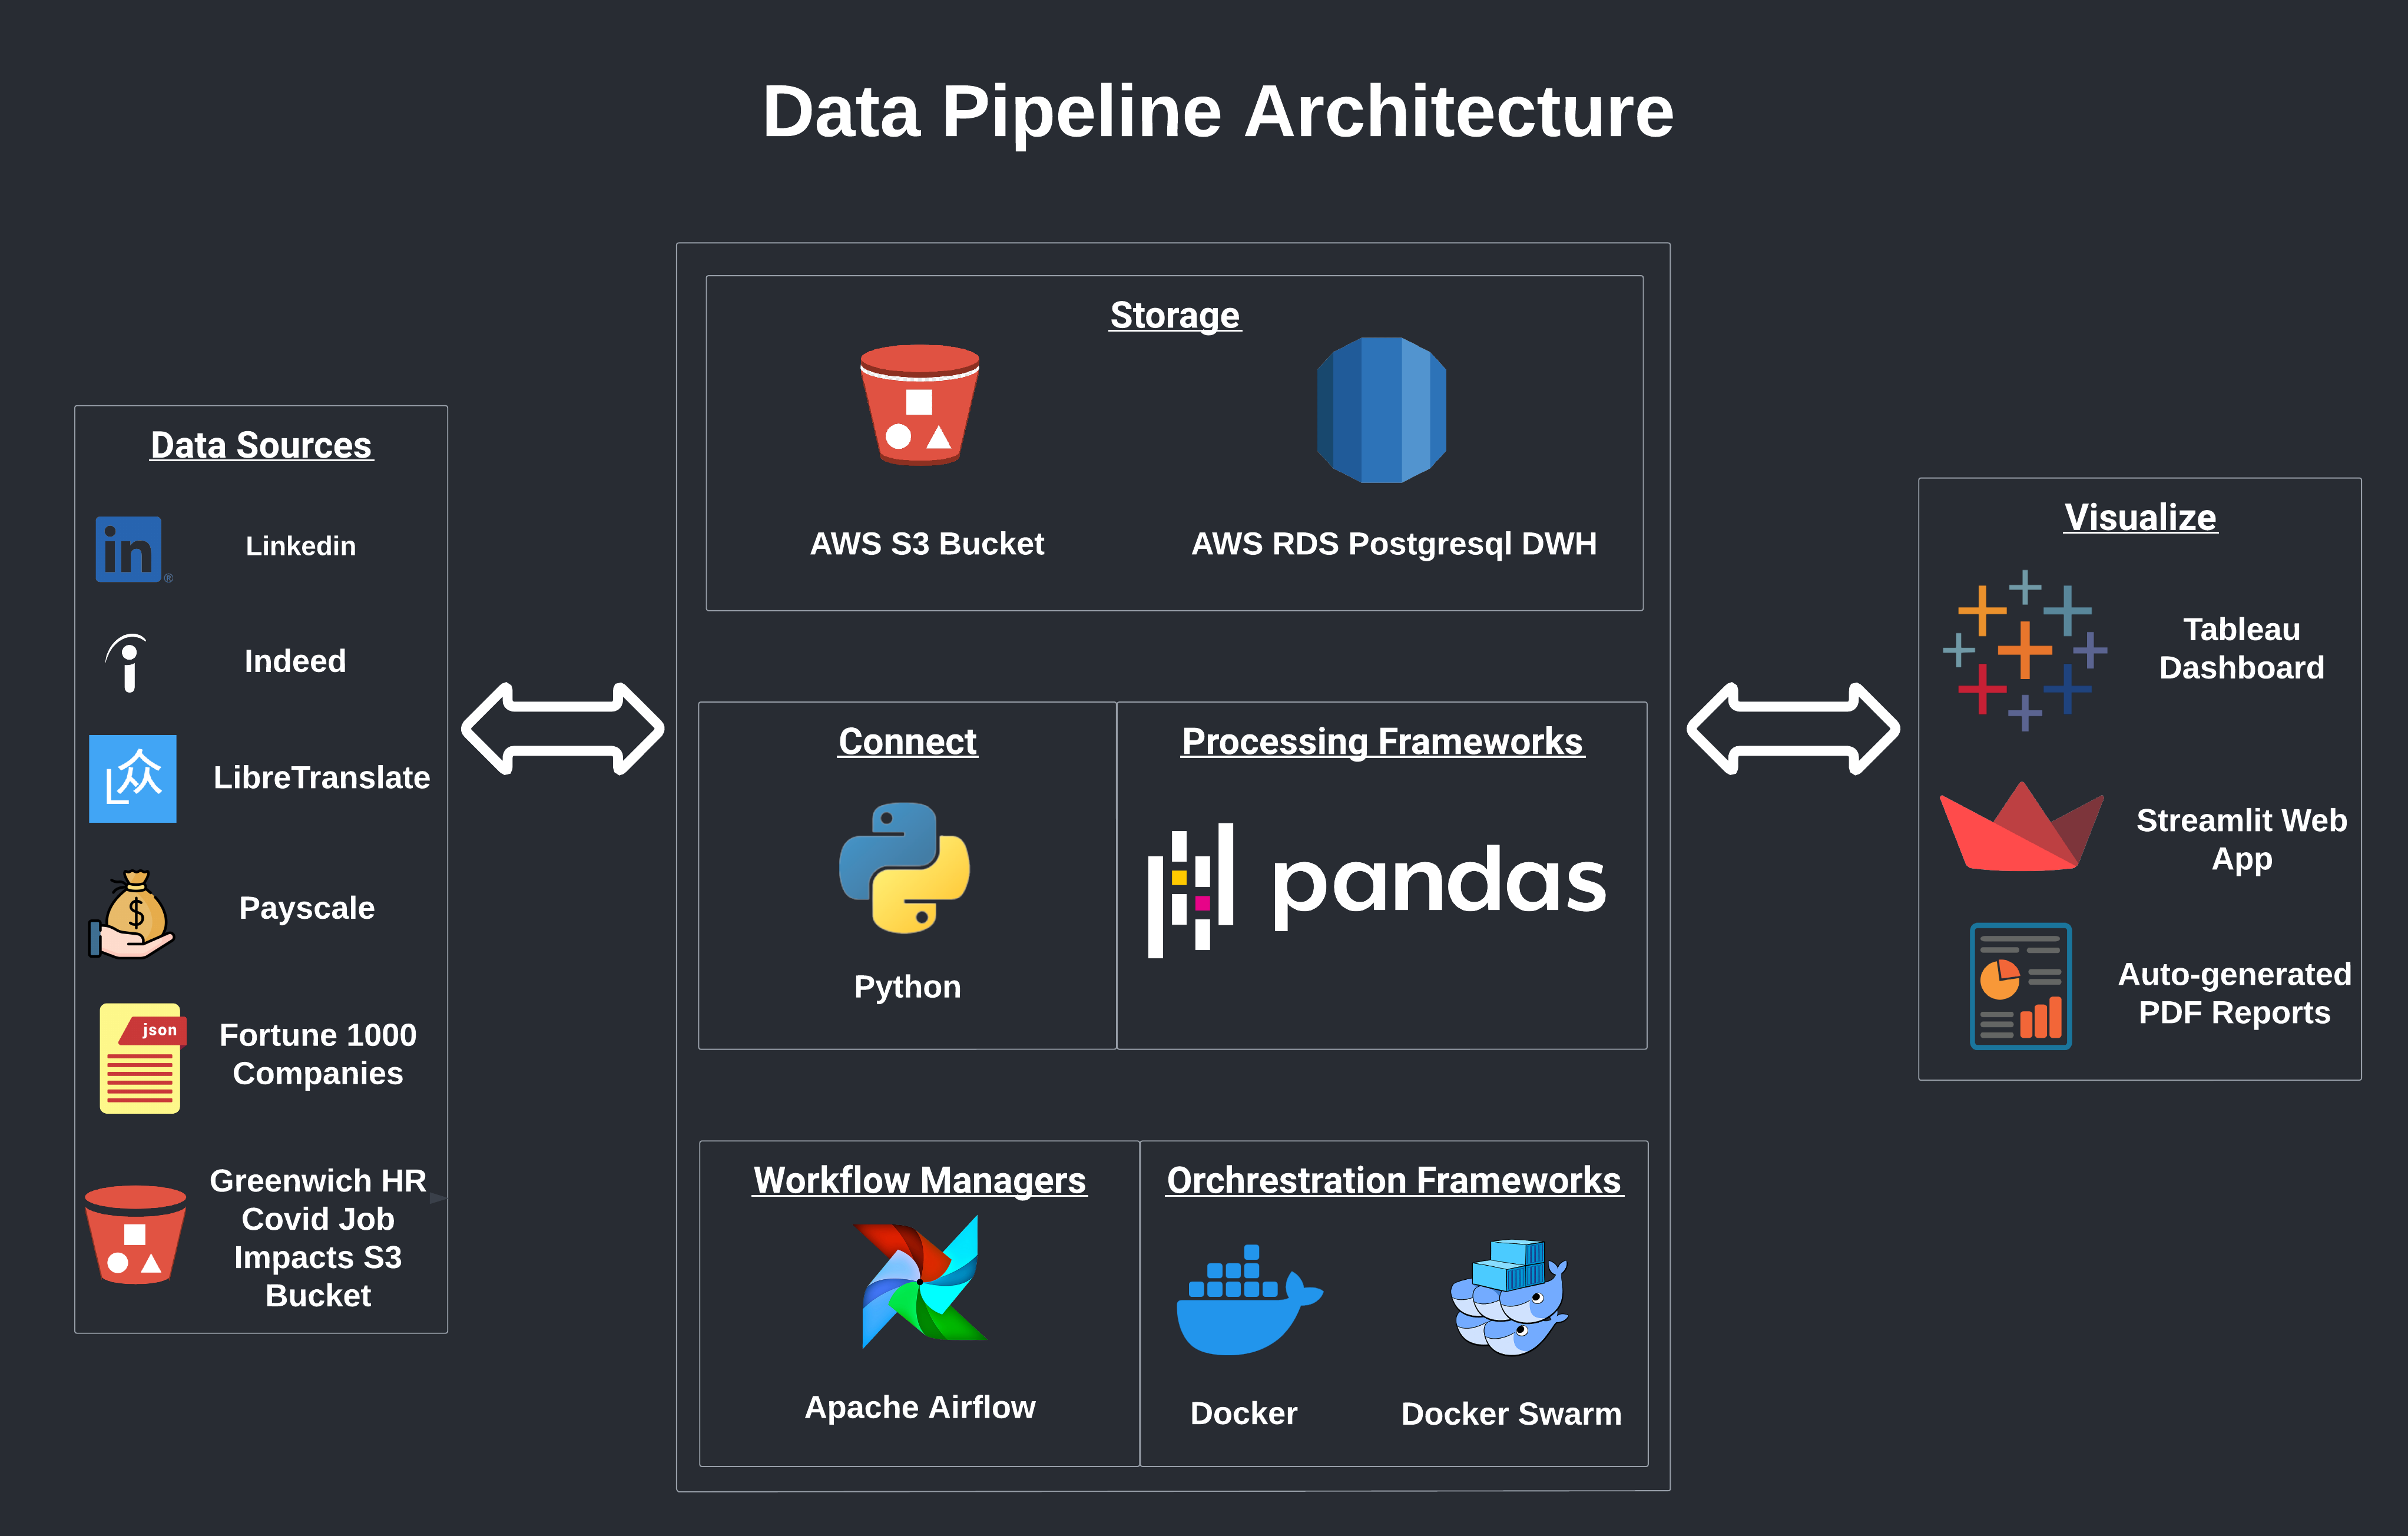 Data Pipeline Architecture
Data Sources
in
®
Linkedin
Indeed
LibreTranslate
$
Payscale
json
Fortune 1000
Companies
Greenwich HR
Covid Job
Impacts S3
Bucket
Storage
AWS S3 Bucket
AWS RDS Postgresql DWH
Connect
Python
Processing Frameworks
pandas
Workflow Managers
Apache Airflow
Orchrestration Frameworks
Docker
Docker Swarm
Visualize
Tableau
Dashboard
Streamlit Web
App
Auto-generated
PDF Reports